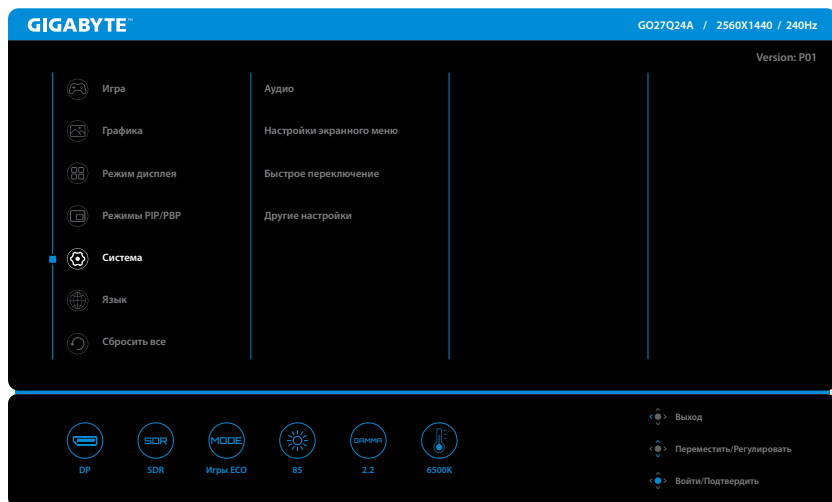 GIGABYTE™
GO27Q24A / 2560X1440 / 240Hz
Version: P01
Игра
Графика
Режим дисплея
Режимы PIP/PBP
Система
Язык
Сбросить все
Аудио
Настройки экранного меню
Быстрое переключение
Другие настройки
SDR
MODE
GAMMA
DP
SDR
Игры ECO
85
2.2
6500K
Выход
Переместить/Регулировать
Войти/Подтвердить